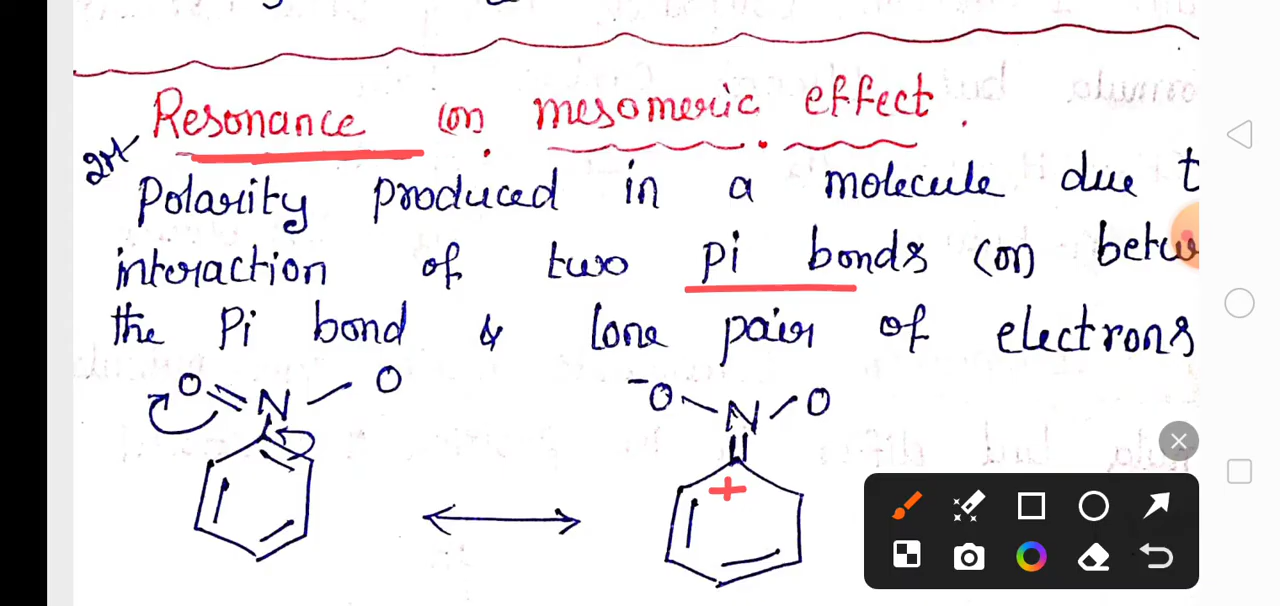 Resonance (or) mesomeric effect.
2M
Polarity produced in a molecule due t
interaction of two pi bonds (or) betw
the Pi bond & lone pair of electrons
O N O
-O N O
+